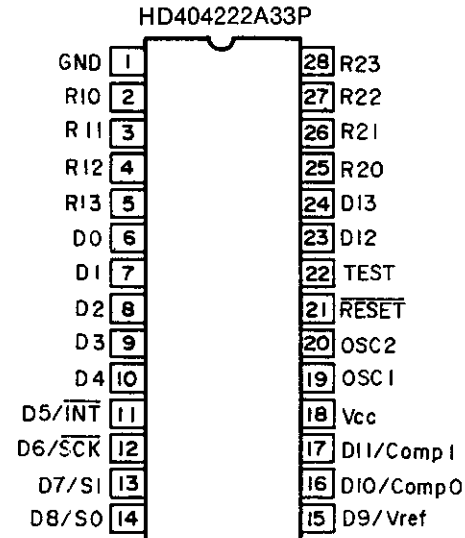 HD404222A33P
GND 1 28 R23
R10 2 27 R22
R11 3 26 R21
R12 4 25 R20
R13 5 24 D13
D0 6 23 D12
D1 7 22 TEST
D2 8 21 RESET
D3 9 20 OSC2
D4 10 19 OSC1
D5/INT 11 18 Vcc
D6/SCK 12 17 D11/Comp1
D7/SI 13 16 D10/Comp0
D8/SO 14 15 D9/Vref